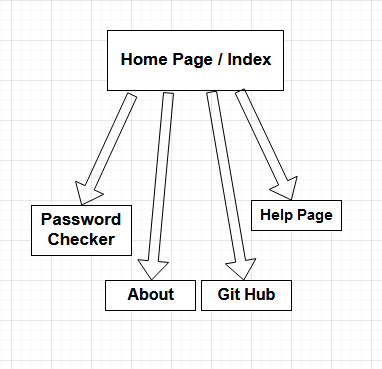 Home Page / Index
Password
Checker
Help Page
About
Git Hub